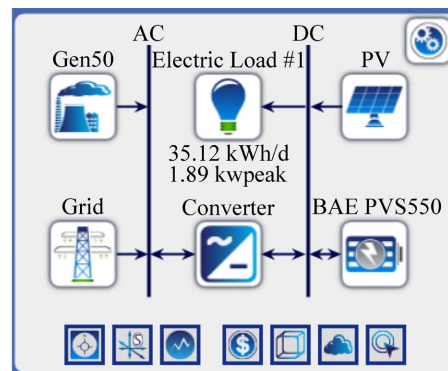 AC DC
Gen50 Electric Load #1 PV
35.12 kWh/d
1.89 kwpeak
Grid Converter BAE PVS550